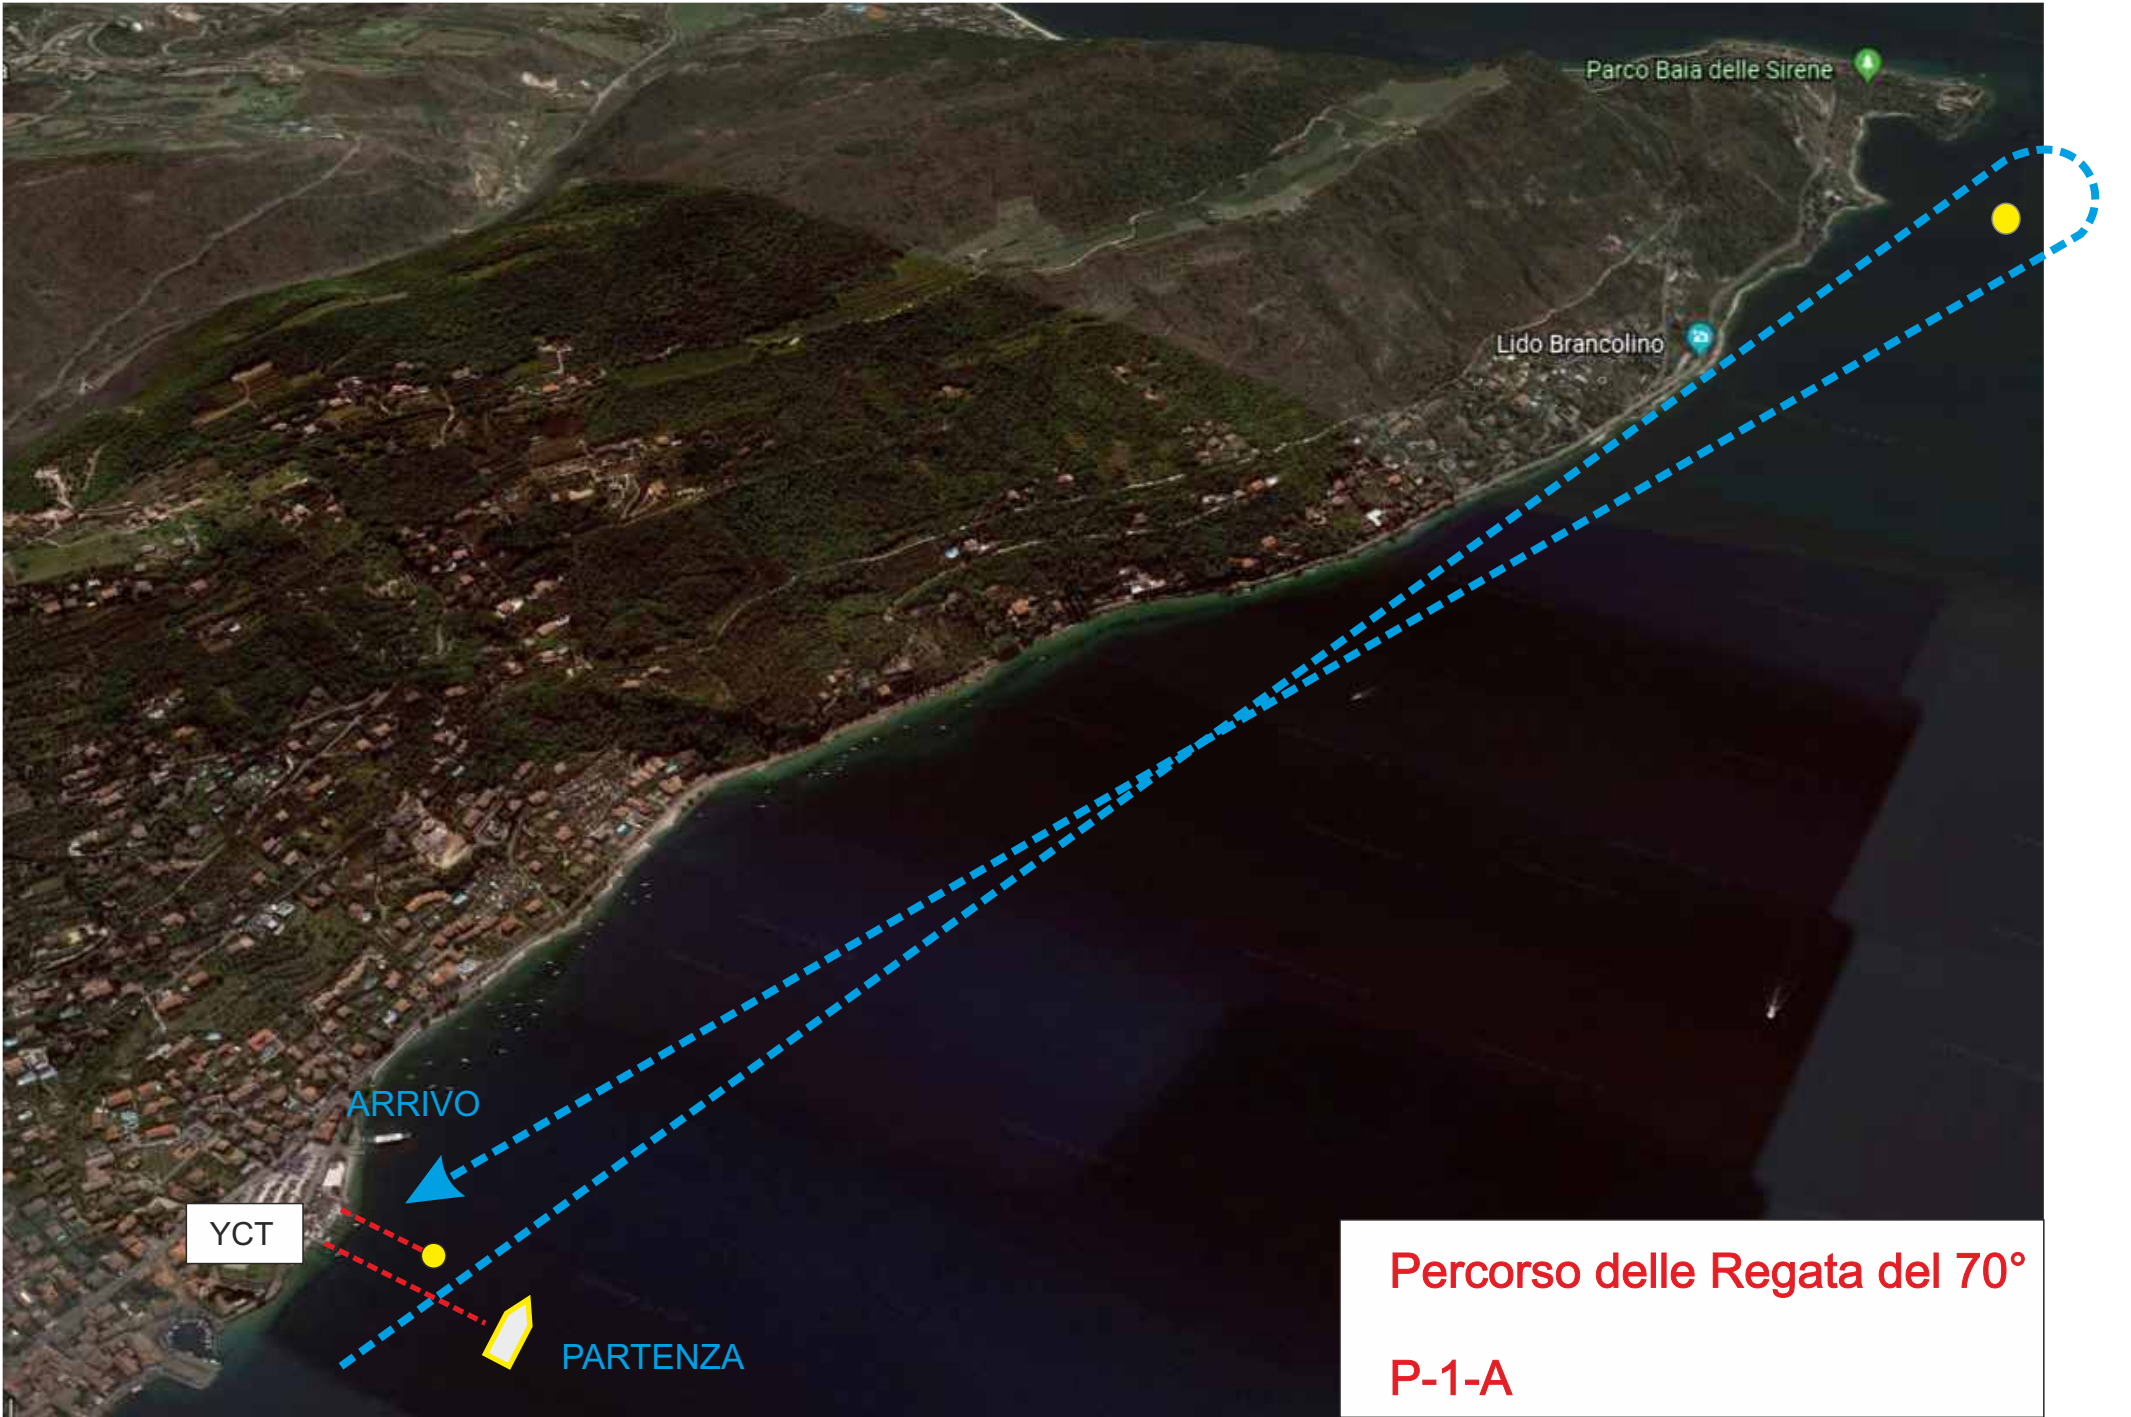 Parco Baia delle Sirene
Lido Brancolino
ARRIVO
YCT
PARTENZA
Percorso delle Regata del 70°
P-1-A